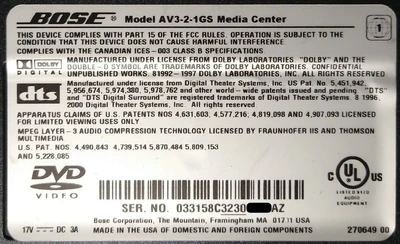 BOSE ® Model AV3-2-1GS Media Center
THIS DEVICE COMPLIES WITH PART 15 OF THE FCC RULES. OPERATION IS SUBJECT TO THE
CONDITION THAT THIS DEVICE DOES NOT CAUSE HARMFUL INTERFERENCE
COMPLIES WITH THE CANADIAN ICES - 003 CLASS B SPECIFICATIONS
1
DOLBY
DIGITAL
MANUFACTURED UNDER LICENSE FROM DOLBY LABORATORIES. "DOLBY" AND THE
DOUBLE-D SYMBOL ARE TRADEMARKS OF DOLBY LABORATORIES. CONFIDENTIAL
UNPUBLISHED WORKS. ©1992 - 1997 DOLBY LABORATORIES, INC. ALL RIGHTS RESERVED.
dts
Manufactured under license from Digital Theater Systems, Inc. US Pat No. 5,451,942,
5,956,674, 5,974,380, 5,978,762 and other world - wide patents issued and pending. "DTS"
and "DTS Digital Surround" are registered trademarks of Digital Theater Systems. © 1996,
2000 Digital Theater Systems, Inc. All Rights Reserved.
APPARATUS CLAIMS OF U.S. PATENT NOS 4,631,603, 4,577,216; 4,819,098 AND 4,907,093 LICENSED
FOR LIMITED VIEWING USES ONLY
MPEG LAYER - 3 AUDIO COMPRESSION TECHNOLOGY LICENSED BY FRAUNHOFER IIS AND THOMSON
MULTIMEDIA
U.S. PAT NOS. 4,490,843 4,739,514 5,870,484 5,809,153
AND 5,228,085
DVD
VIDEO
C UL US
SER. NO. 033158C3230 AZ
Bose Corporation, The Mountain, Framingham MA 01701 USA
17V DC 3A MADE IN USA OF DOMESTIC AND FOREIGN COMPONENTS 270649 00